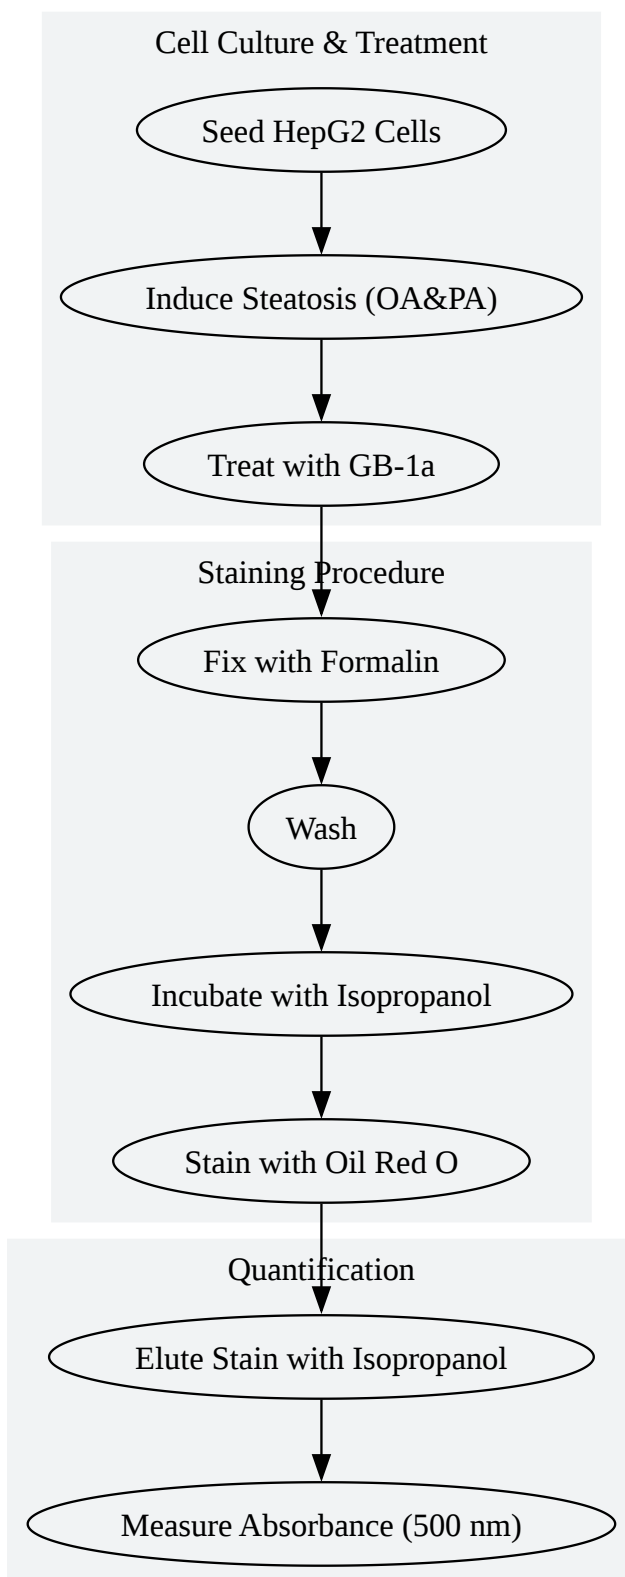 Cell Culture & Treatment
Seed HepG2 Cells
Induce Steatosis (OA&PA)
Treat with GB-1a
Staining Procedure
Fix with Formalin
Wash
Incubate with Isopropanol
Stain with Oil Red O
Quantification
Elute Stain with Isopropanol
Measure Absorbance (500 nm)